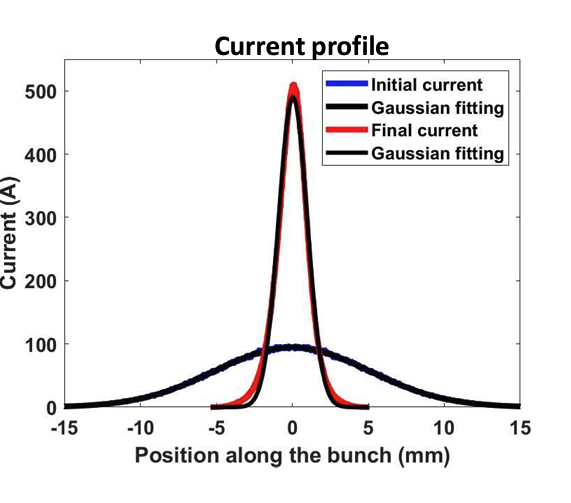 Current profile
Initial current
Gaussian fitting
Final current
Gaussian fitting
Current (A)
500
400
300
200
100
0
-15 -10 -5 0 5 10 15
Position along the bunch (mm)